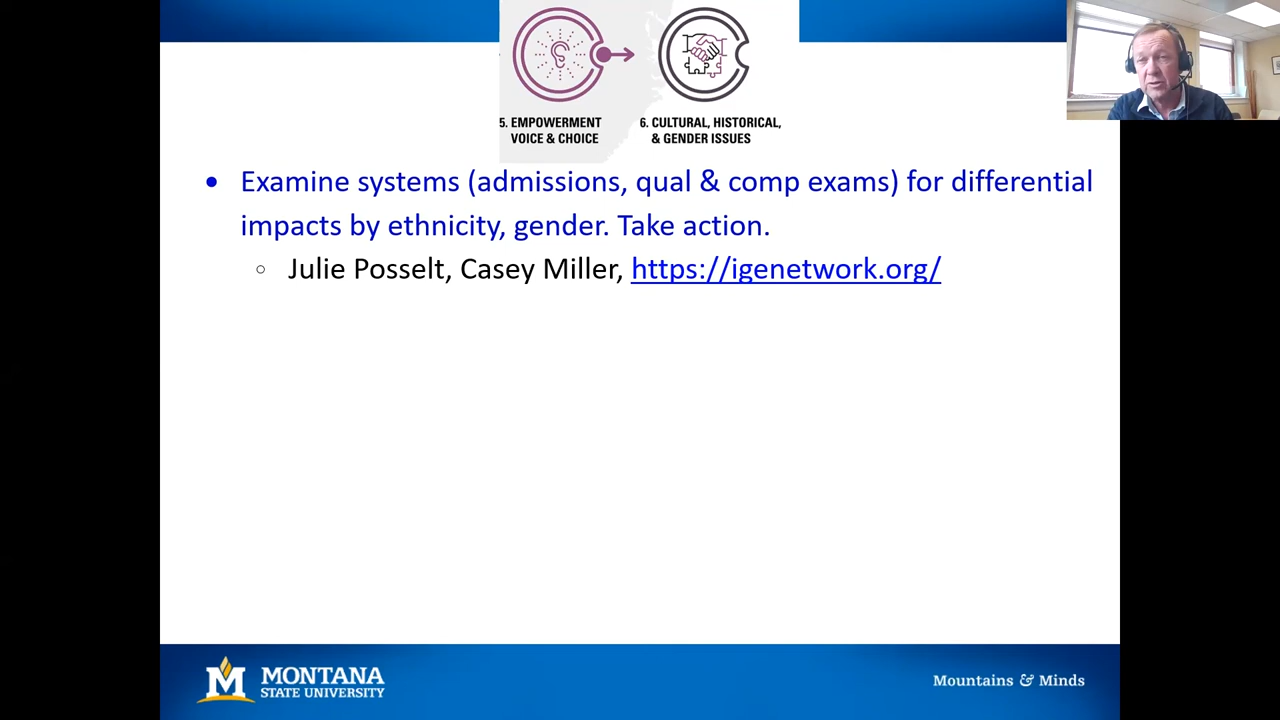 5. EMPOWERMENT
VOICE & CHOICE
6. CULTURAL, HISTORICAL,
& GENDER ISSUES
• Examine systems (admissions, qual & comp exams) for differential
impacts by ethnicity, gender. Take action.
○ Julie Posselt, Casey Miller, https://igenetwork.org/
M MONTANA
STATE UNIVERSITY
Mountains & Minds